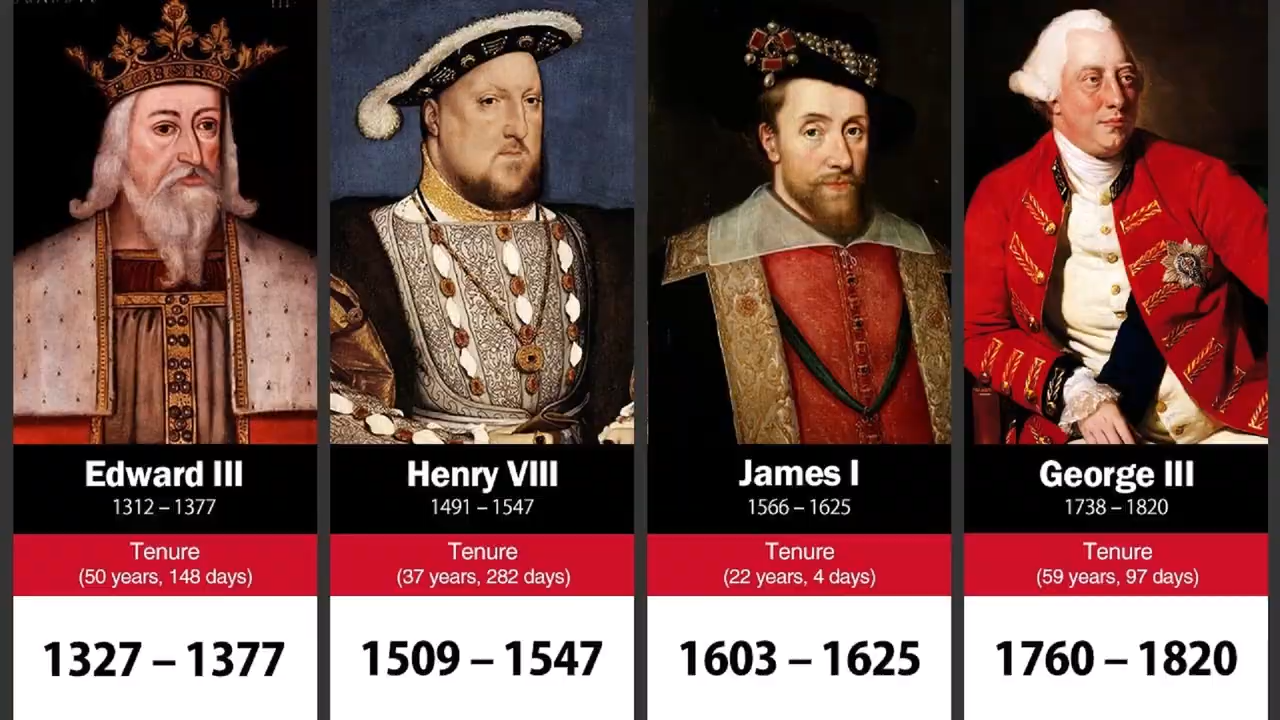 Edward III
1312 – 1377
Tenure
(50 years, 148 days)
1327 – 1377
Henry VIII
1491 – 1547
Tenure
(37 years, 282 days)
1509 – 1547
James I
1566 – 1625
Tenure
(22 years, 4 days)
1603 – 1625
George III
1738 – 1820
Tenure
(59 years, 97 days)
1760 – 1820